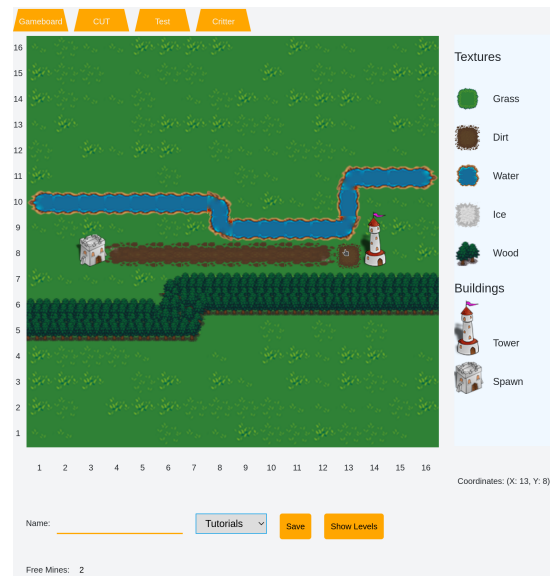 Gameboard CUT Test Critter
16
15
14
13
12
11
10
9
8
7
6
5
4
3
2
1
1 2 3 4 5 6 7 8 9 10 11 12 13 14 15 16
Textures
Grass
Dirt
Water
Ice
Wood
Buildings
Tower
Spawn
Coordinates: (X: 13, Y: 8)
Name: Tutorials Save Show Levels
Free Mines: 2